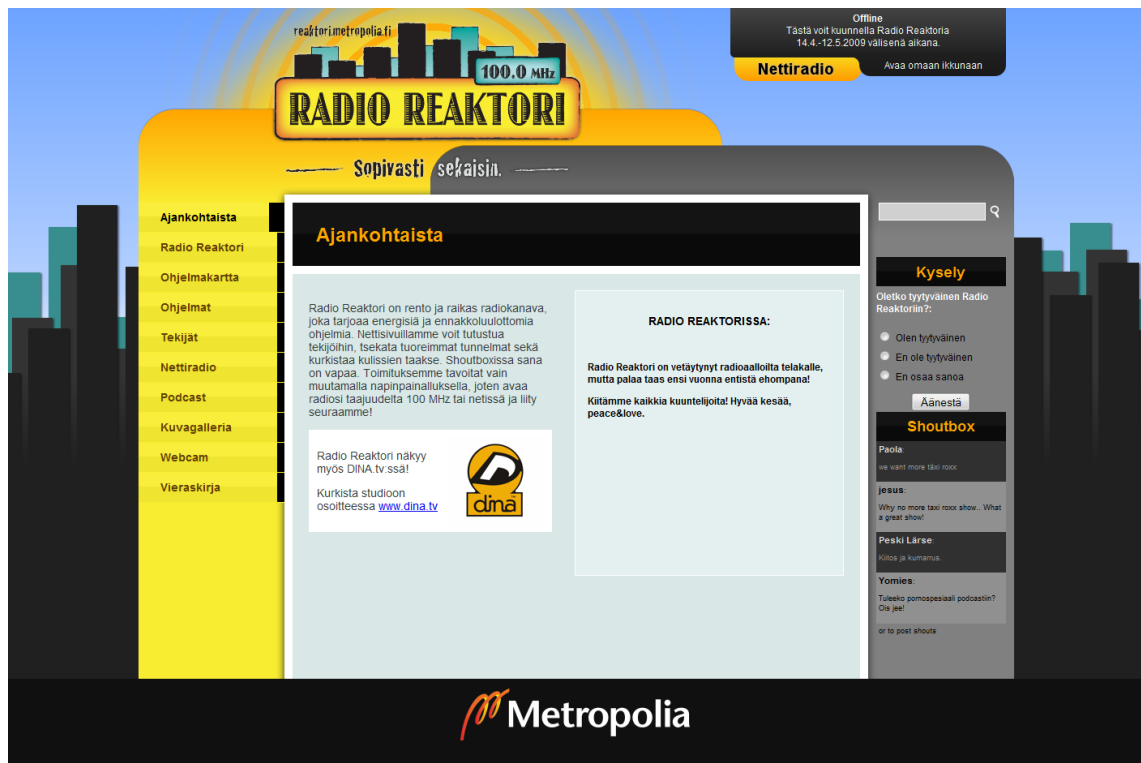 reaktori.metropolia.fi
100.0 MHz
RADIO REAKTORI
Sopivasti sekaisin.
Offline
Tästä voit kuunnella Radio Reaktoria
14.4.-12.5.2009 välisenä aikana.
Nettiradio
Avaa omaan ikkunaan
Ajankohtaista
Radio Reaktori
Ohjelmakartta
Ohjelmat
Tekijät
Nettiradio
Podcast
Kuvagalleria
Webcam
Vieraskirja
Ajankohtaista
Radio Reaktori on rento ja raikas radiokanava,
joka tarjoaa energisiä ja ennakkoluulottomia
ohjelmia. Nettisivuillamme voit tutustua
tekijöihin, tsekata tuoreimmat tunnelmat sekä
kurkistaa kulissien taakse. Shoutboxissa sana
on vapaa. Toimituksemme tavoitat vain
muutamalla napinpainalluksella, joten avaa
radiosi taajuudelta 100 MHz tai netissä ja liity
seuraamme!
Radio Reaktori näkyy
myös DINA.tv:ssä!
Kurkista studioon
osoitteessa www.dina.tv
dina
RADIO REAKTORISSA:
Radio Reaktori on vetäytynyt radioaalloilta telakalle,
mutta palaa taas ensi vuonna entistä ehompana!
Kiitämme kaikkia kuuntelijoita! Hyvää kesää,
peace&love.
Kysely
Oletko tyytyväinen Radio
Reaktoriin?:
Olen tyytyväinen
En ole tyytyväinen
En osaa sanoa
Äänestä
Shoutbox
Paola:
we want more täxi roxx
jesus:
Why no more taxi roxx show.. What
a great show!
Peski Lärse:
Kiitos ja kumarrus.
Yomies:
Tuleeko pornospesiaali podcastiin?
Ois jee!
or to post shouts
Metropolia